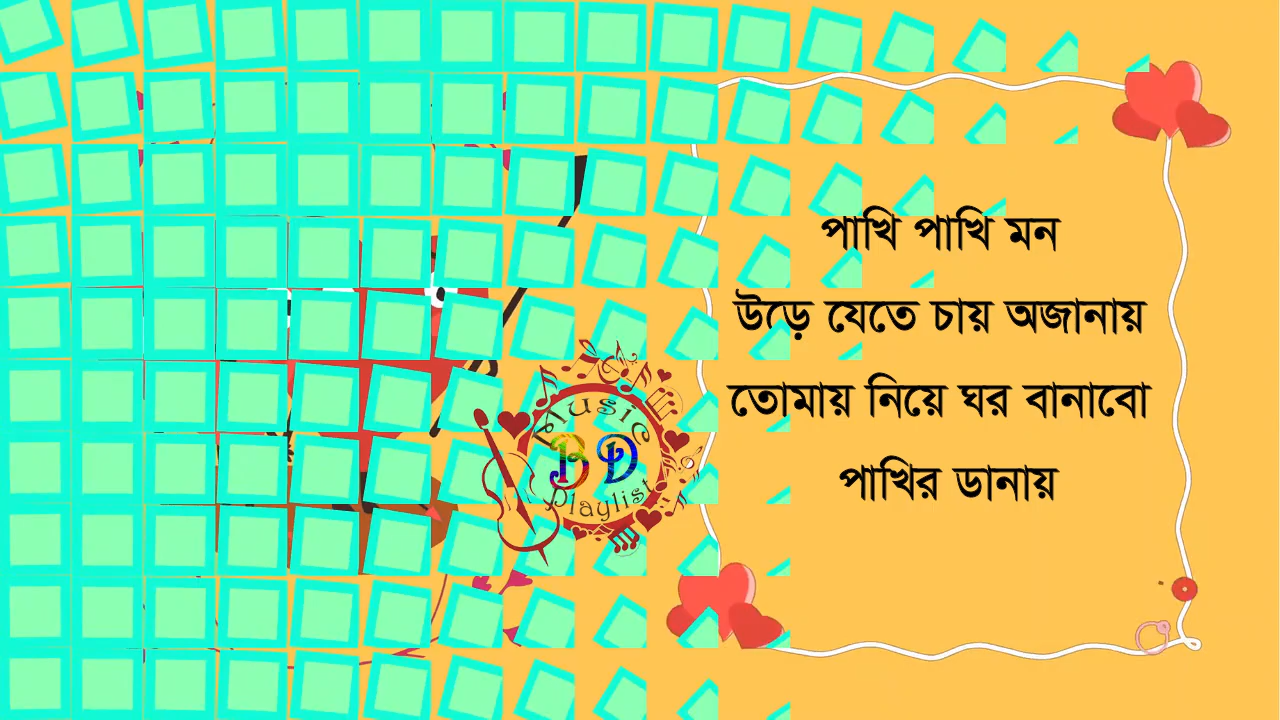 পাখি পাখি মন
উড়ে যেতে চায় অজানায়
তোমায় নিয়ে ঘর বানাবো
পাখির ডানায়
Music
BD
Playlist